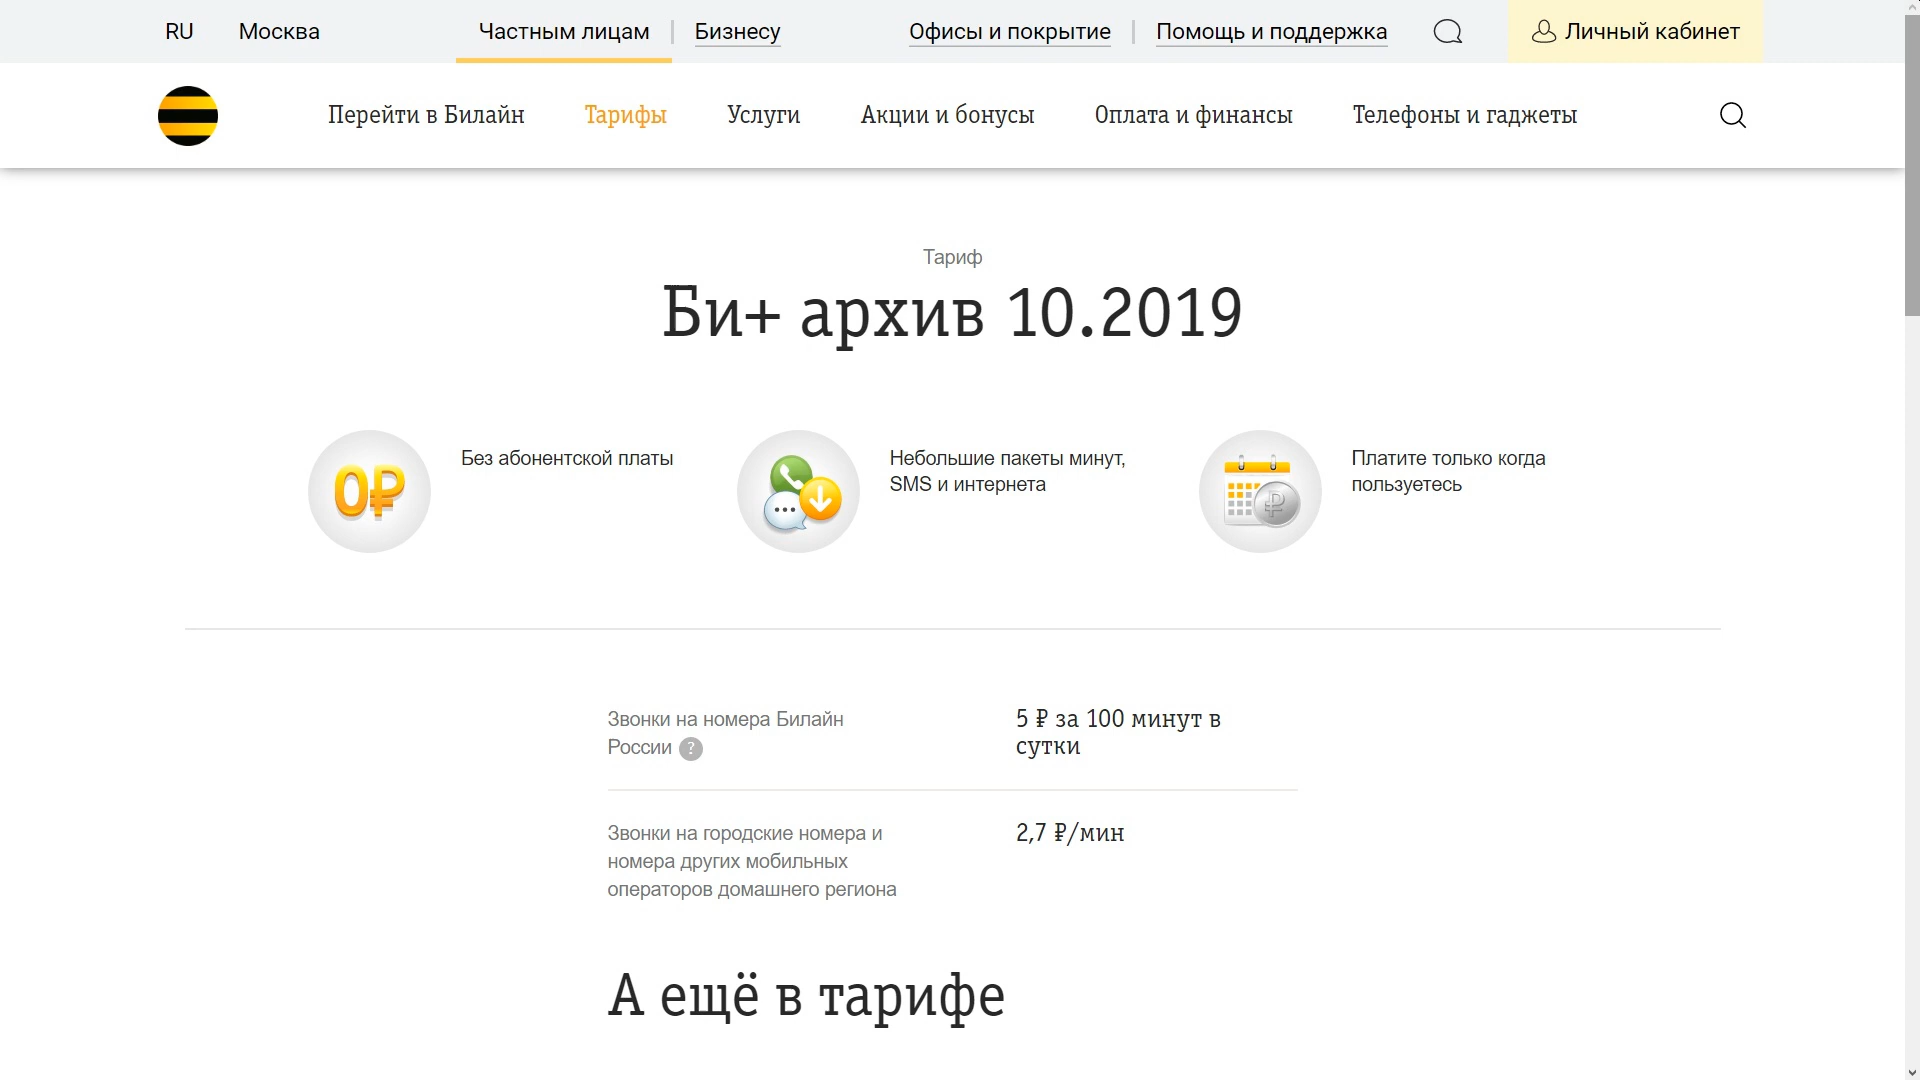 RU Москва Частным лицам Бизнесу Офисы и покрытие Помощь и поддержка Личный кабинет
Перейти в Билайн Тарифы Услуги Акции и бонусы Оплата и финансы Телефоны и гаджеты
Тариф
Би+ архив 10.2019
0₽
Без абонентской платы
Небольшие пакеты минут,
SMS и интернета
₽
Платите только когда
пользуетесь
Звонки на номера Билайн
России ?
5 ₽ за 100 минут в
сутки
Звонки на городские номера и
номера других мобильных
операторов домашнего региона
2,7 ₽/мин
А ещё в тарифе